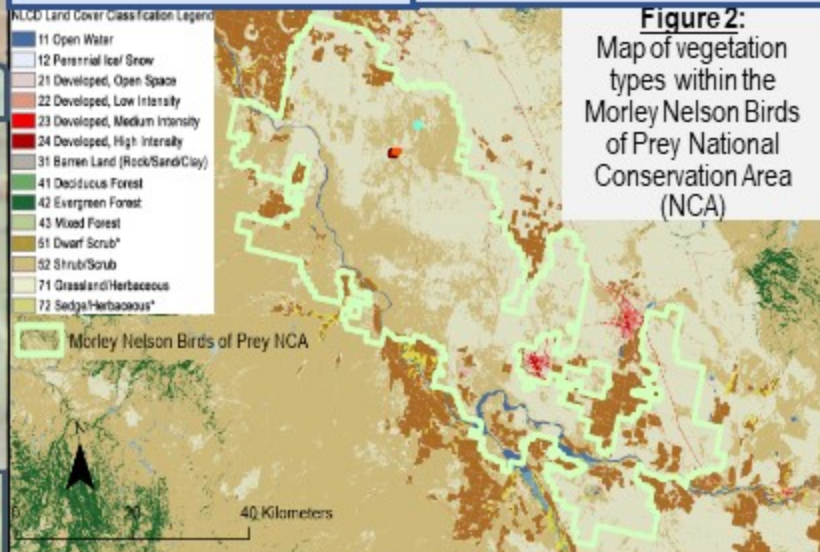 NLCD Land Cover Classification Legend
11 Open Water
12 Perennial Ice/ Snow
21 Developed, Open Space
22 Developed, Low Intensity
23 Developed, Medium Intensity
24 Developed, High Intensity
31 Barren Land (Rock/Sand/Clay)
41 Deciduous Forest
42 Evergreen Forest
43 Mixed Forest
51 Dwarf Scrub*
52 Shrub/Scrub
71 Grassland/Herbaceous
72 Sedge/Herbaceous*
Morley Nelson Birds of Prey NCA
N
0 20 40 Kilometers
Figure 2:
Map of vegetation
types within the
Morley Nelson Birds
of Prey National
Conservation Area
(NCA)